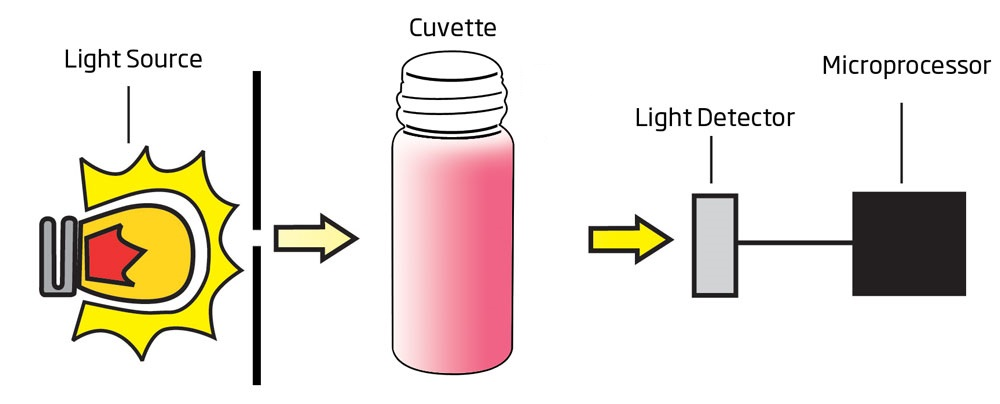 Cuvette
Light Source
Microprocessor
Light Detector